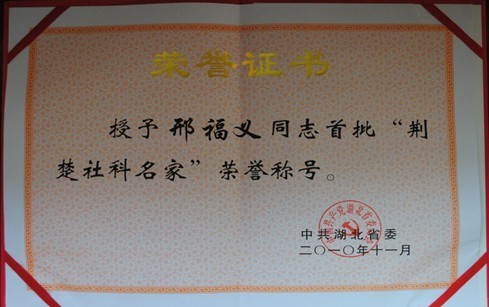 荣誉证书
授予邢福义同志首批“荆
楚社科名家”荣誉称号。
中共湖北省委
二〇一〇年十一月